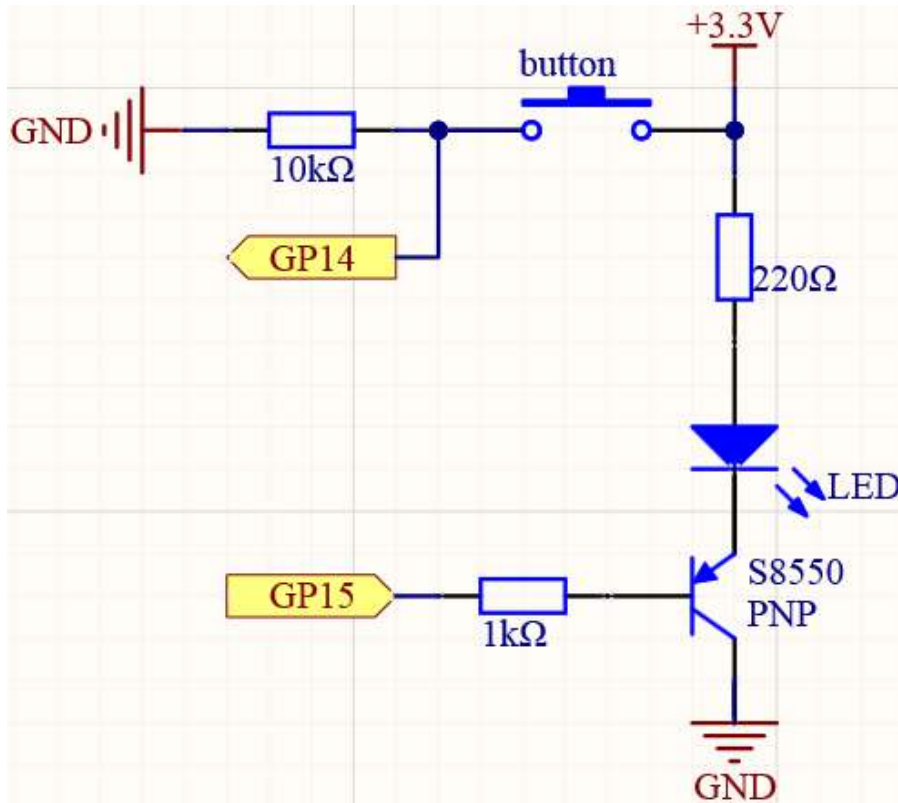 +3.3V
button
GND
10kΩ
GP14
220Ω
LED
S8550
PNP
GP15
1kΩ
GND